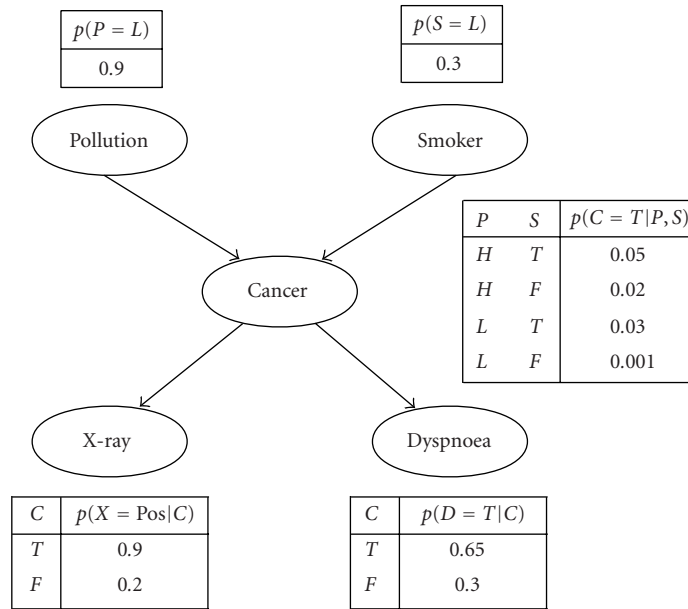 p(P = L)
0.9
p(S = L)
0.3
Pollution
Smoker
P S p(C = T|P, S)
H T 0.05
H F 0.02
L T 0.03
L F 0.001
Cancer
X-ray
Dyspnoea
C p(X = Pos|C)
T 0.9
F 0.2
C p(D = T|C)
T 0.65
F 0.3